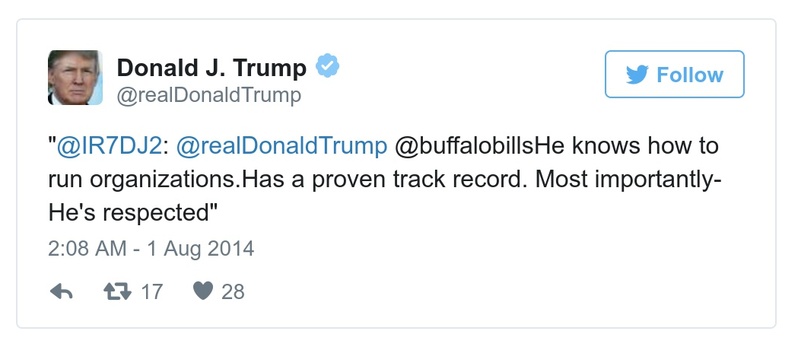 Donald J. Trump
@realDonaldTrump
Follow
"@IR7DJ2: @realDonaldTrump @buffalobillsHe knows how to
run organizations.Has a proven track record. Most importantly-
He's respected"
2:08 AM - 1 Aug 2014
17 28